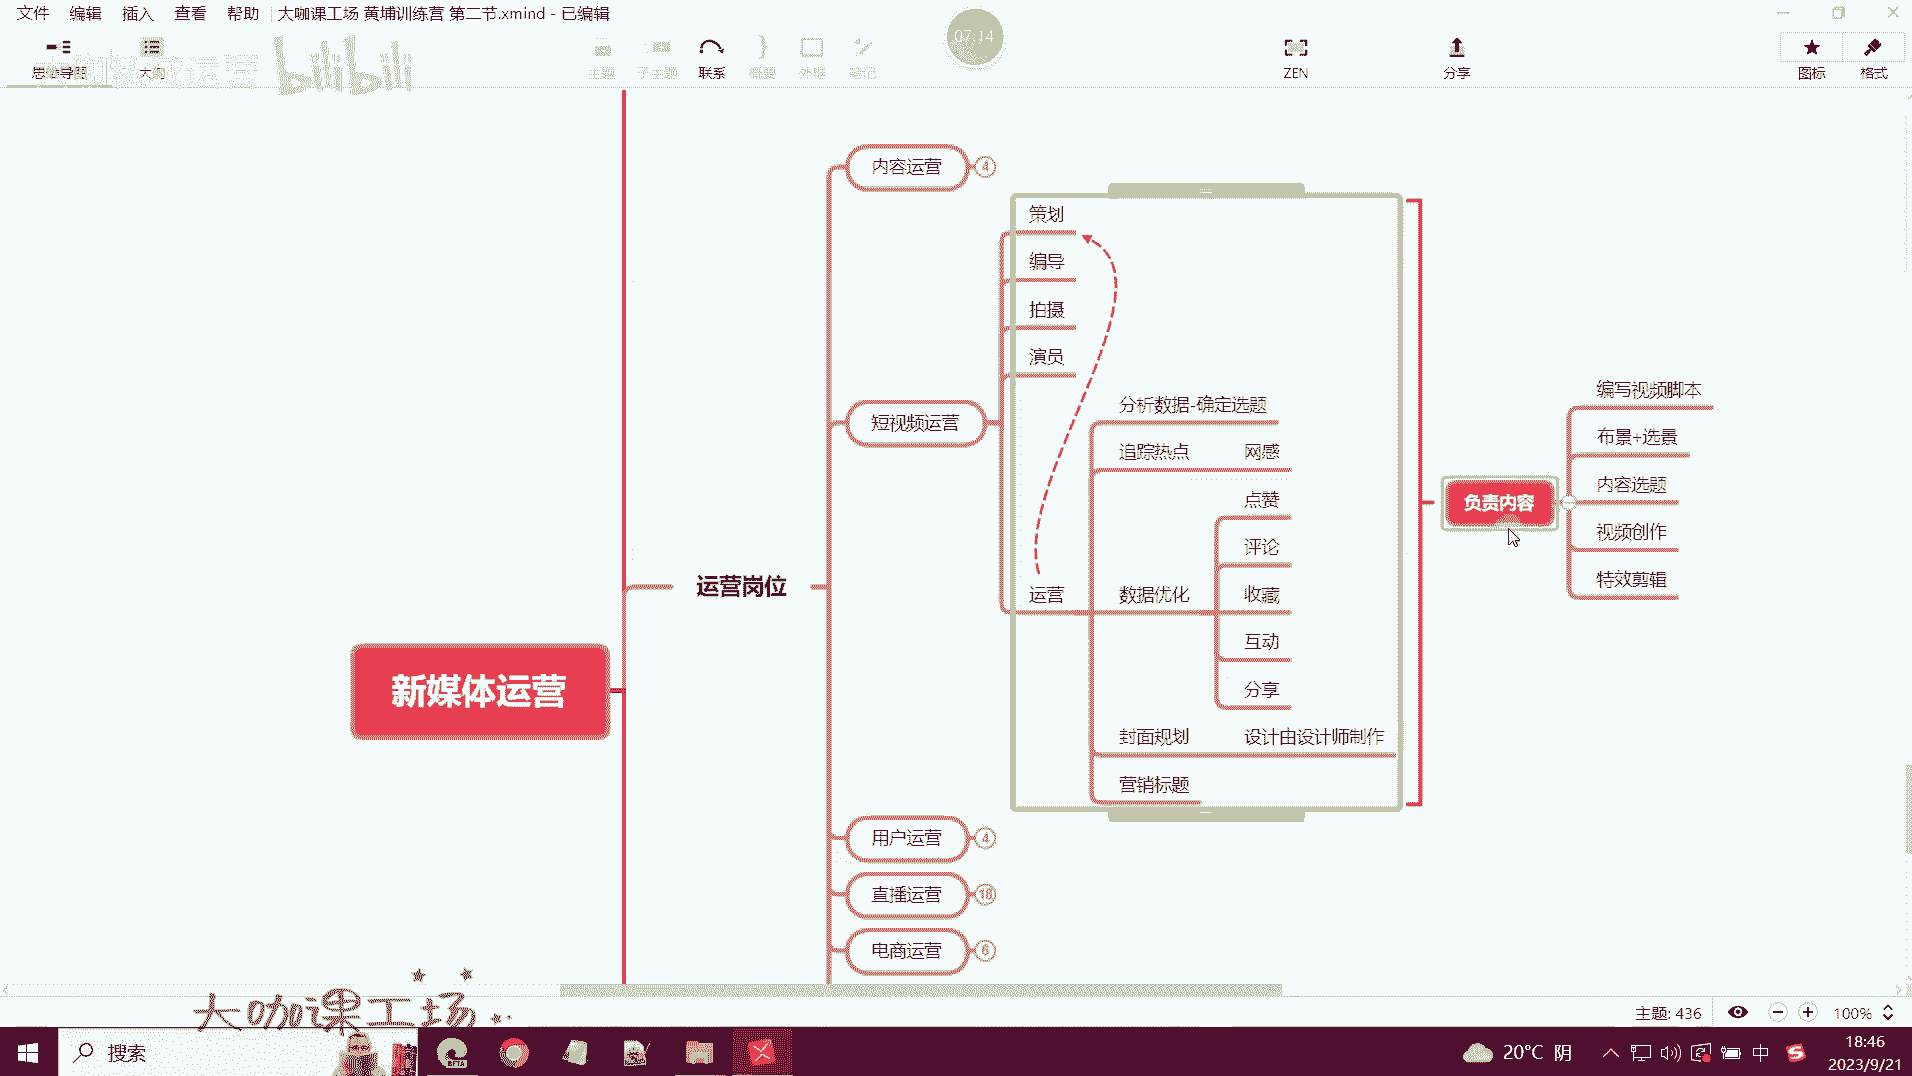 文件 编辑 插入 查看 帮助 大咖课工场 黄埔训练营 第二节.xmind - 已编辑
思维导图 大纲 bilibili 主题 子主题 联系 概要 外框 笔记 07:14 ZEN 分享 图标 格式
内容运营 4
策划
编导
拍摄
演员
短视频运营
分析数据-确定选题
追踪热点 网感
点赞
评论
运营 数据优化 收藏
互动
分享
封面规划 设计由设计师制作
营销标题
负责内容
编写视频脚本
布景+选景
内容选题
视频创作
特效剪辑
运营岗位
新媒体运营
用户运营 4
直播运营 18
电商运营 6
大咖课工场
主题: 436 100%
搜索 20°C 阴 中 18:46
2023/9/21